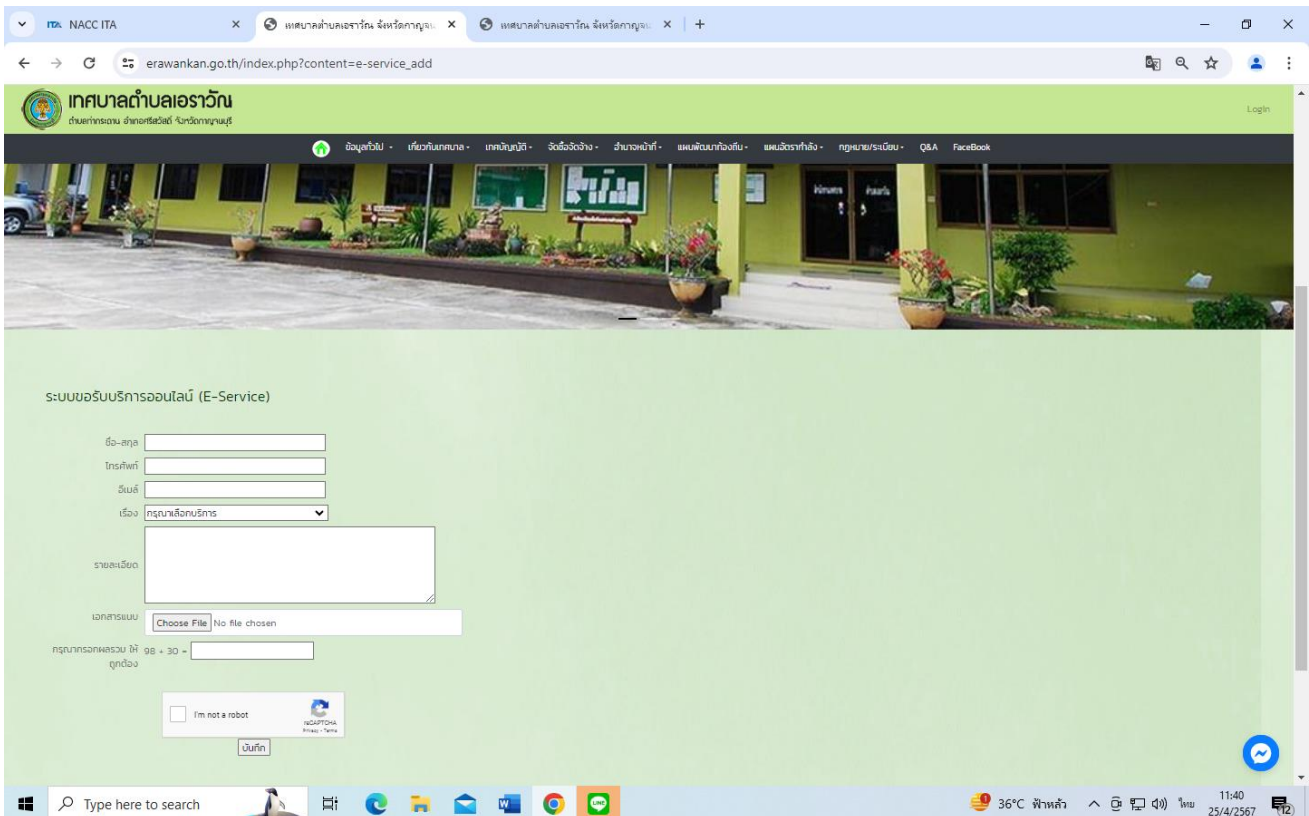 NACC ITA
เทศบาลตำบลเอราวัณ จังหวัดกาญจน
เทศบาลตำบลเอราวัณ จังหวัดกาญจน
erawankan.go.th/index.php?content=e-service_add
เทศบาลตำบลเอราวัณ
ตำบลท่ากระดาน อำเภอศรีสวัสดิ์ จังหวัดกาญจนบุรี
Login
ข้อมูลทั่วไป เกี่ยวกับเทศบาล เทศบัญญัติ จัดซื้อจัดจ้าง อำนาจหน้าที่ แผนพัฒนาท้องถิ่น แผนอัตรากำลัง กฎหมาย/ระเบียบ Q&A FaceBook
ระบบขอรับบริการออนไลน์ (E-Service)
ชื่อ-สกุล
โทรศัพท์
อีเมล์
เรื่อง กรุณาเลือกบริการ
รายละเอียด
เอกสารแนบ Choose File No file chosen
กรุณากรอกผลรวม ให้ 98 + 30 =
ถูกต้อง
I'm not a robot
reCAPTCHA
Privacy - Terms
บันทึก
Type here to search
36°C ฟ้าหลัว
ไทย
11:40
25/4/2567
12